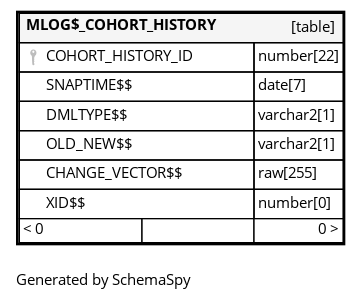 MLOG$_COHORT_HISTORY [table]
COHORT_HISTORY_ID number[22]
SNAPTIME$$ date[7]
DMLTYPE$$ varchar2[1]
OLD_NEW$$ varchar2[1]
CHANGE_VECTOR$$ raw[255]
XID$$ number[0]
< 0 0 >
Generated by SchemaSpy